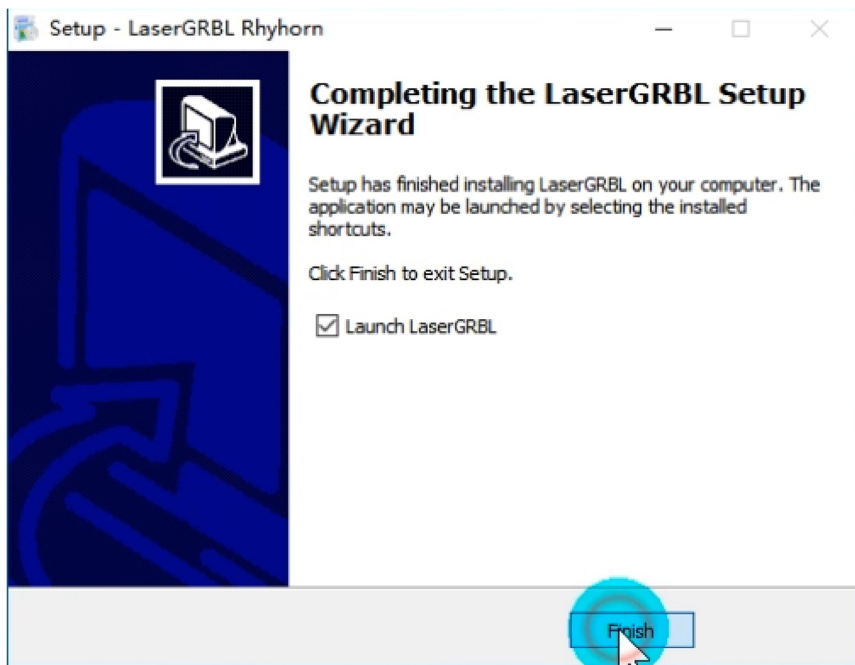 Setup - LaserGRBL Rhyhorn
Completing the LaserGRBL Setup
Wizard
Setup has finished installing LaserGRBL on your computer. The
application may be launched by selecting the installed
shortcuts.
Click Finish to exit Setup.
Launch LaserGRBL
Finish